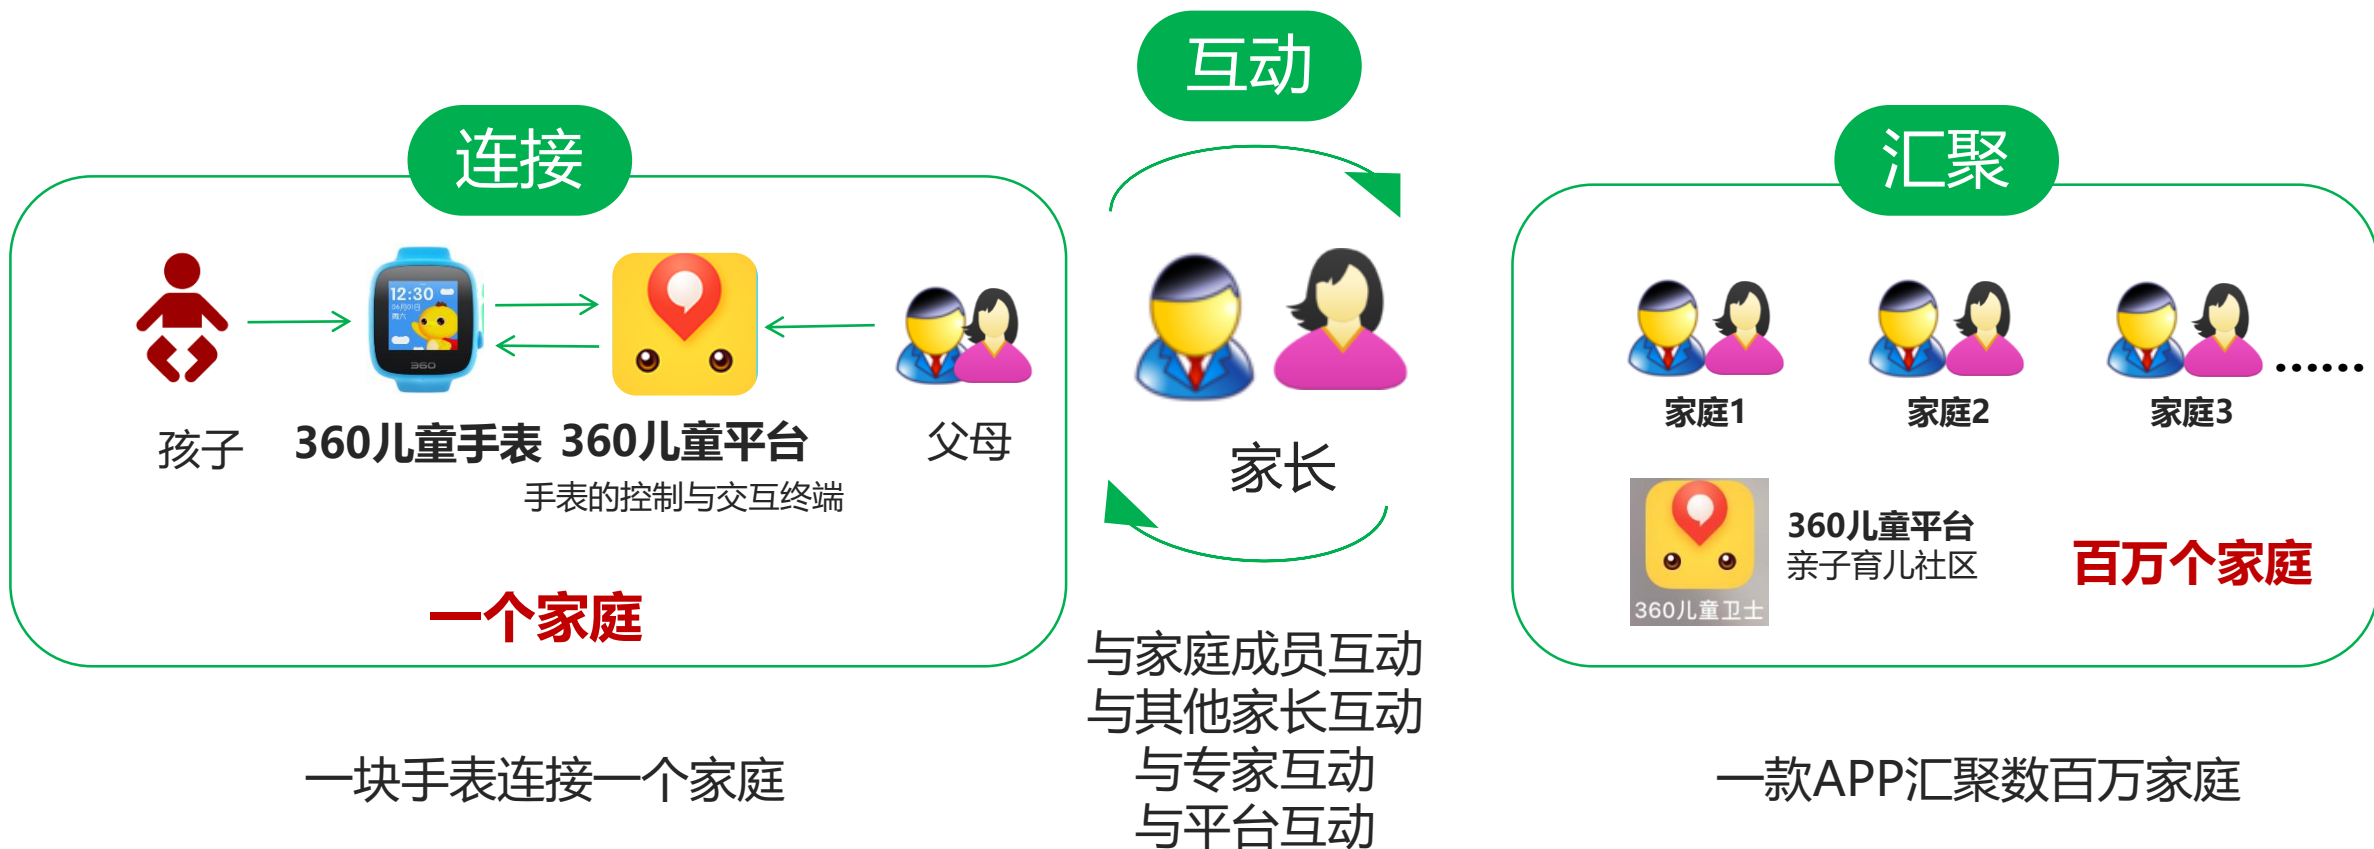 互动
连接
汇聚
12:30
360
孩子
360儿童手表
360儿童平台
父母
手表的控制与交互终端
一个家庭
家长
家庭1
家庭2
家庭3
......
360儿童平台
亲子育儿社区
360儿童卫士
百万个家庭
与家庭成员互动
与其他家长互动
与专家互动
与平台互动
一块手表连接一个家庭
一款APP汇聚数百万家庭